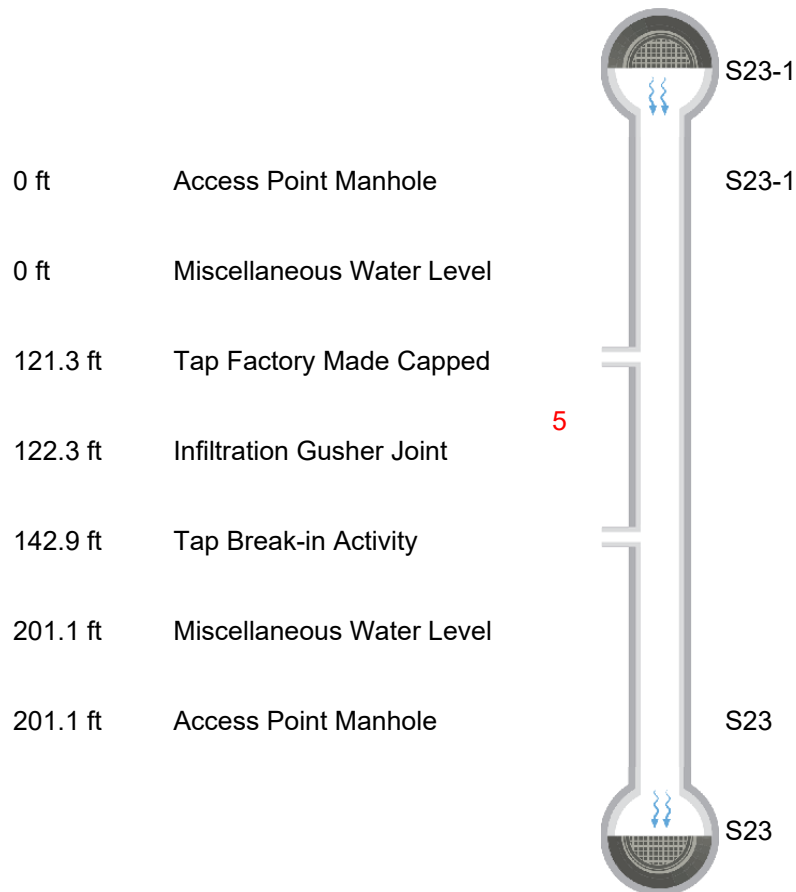 S23-1
0 ft Access Point Manhole S23-1
0 ft Miscellaneous Water Level
121.3 ft Tap Factory Made Capped
5
122.3 ft Infiltration Gusher Joint
142.9 ft Tap Break-in Activity
201.1 ft Miscellaneous Water Level
201.1 ft Access Point Manhole S23
S23